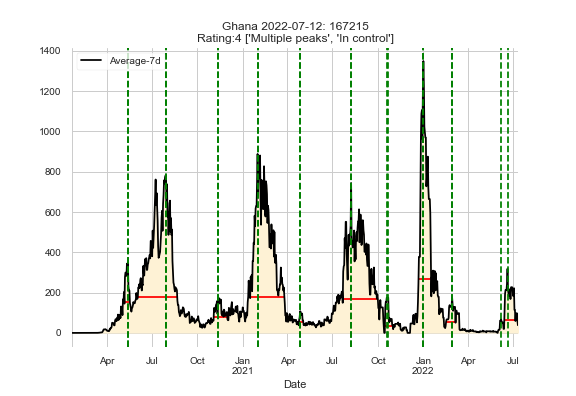 Ghana 2022-07-12: 167215
Rating:4 ['Multiple peaks', 'In control']
Average-7d
1400
1200
1000
800
600
400
200
0
Apr Jul Oct Jan Apr Jul Oct Jan Apr Jul
2021 2022
Date